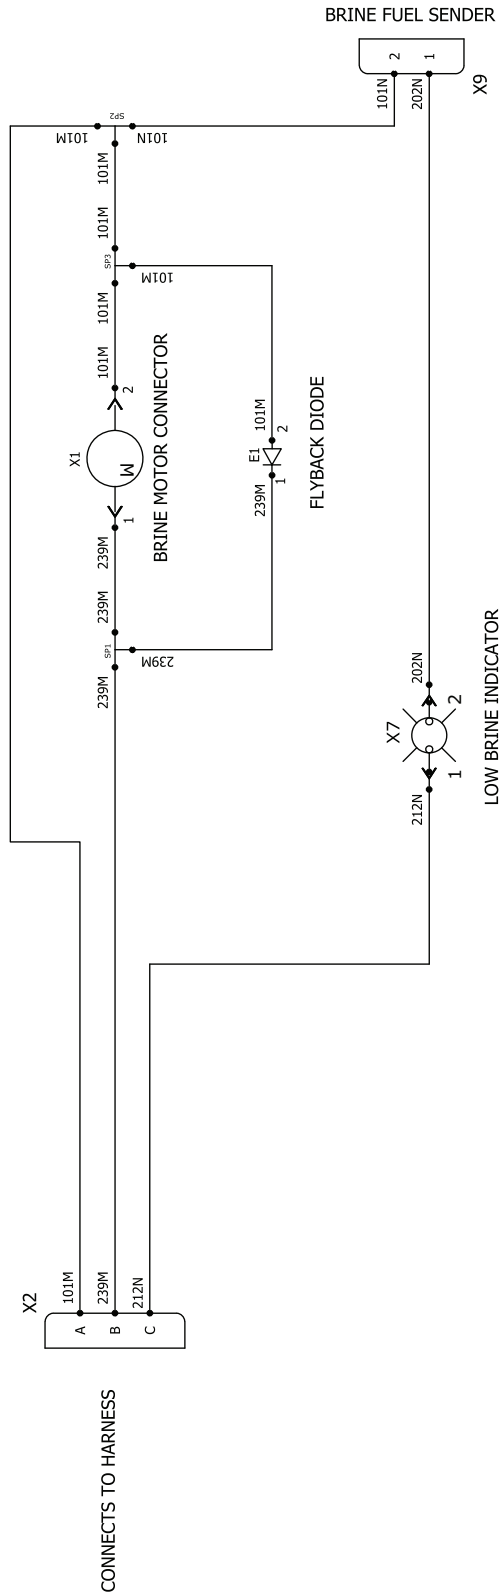 BRINE FUEL SENDER
2
1
X9
101N
202N
SP2
101M
101N
101M
101M
SP3
101M
101M
101M
2
X1
M
BRINE MOTOR CONNECTOR
1
239M
101M
2
E1
1
239M
FLYBACK DIODE
239M
SP1
239M
239M
202N
2
X7
1
212N
LOW BRINE INDICATOR
X2
101M
239M
212N
A
B
C
CONNECTS TO HARNESS